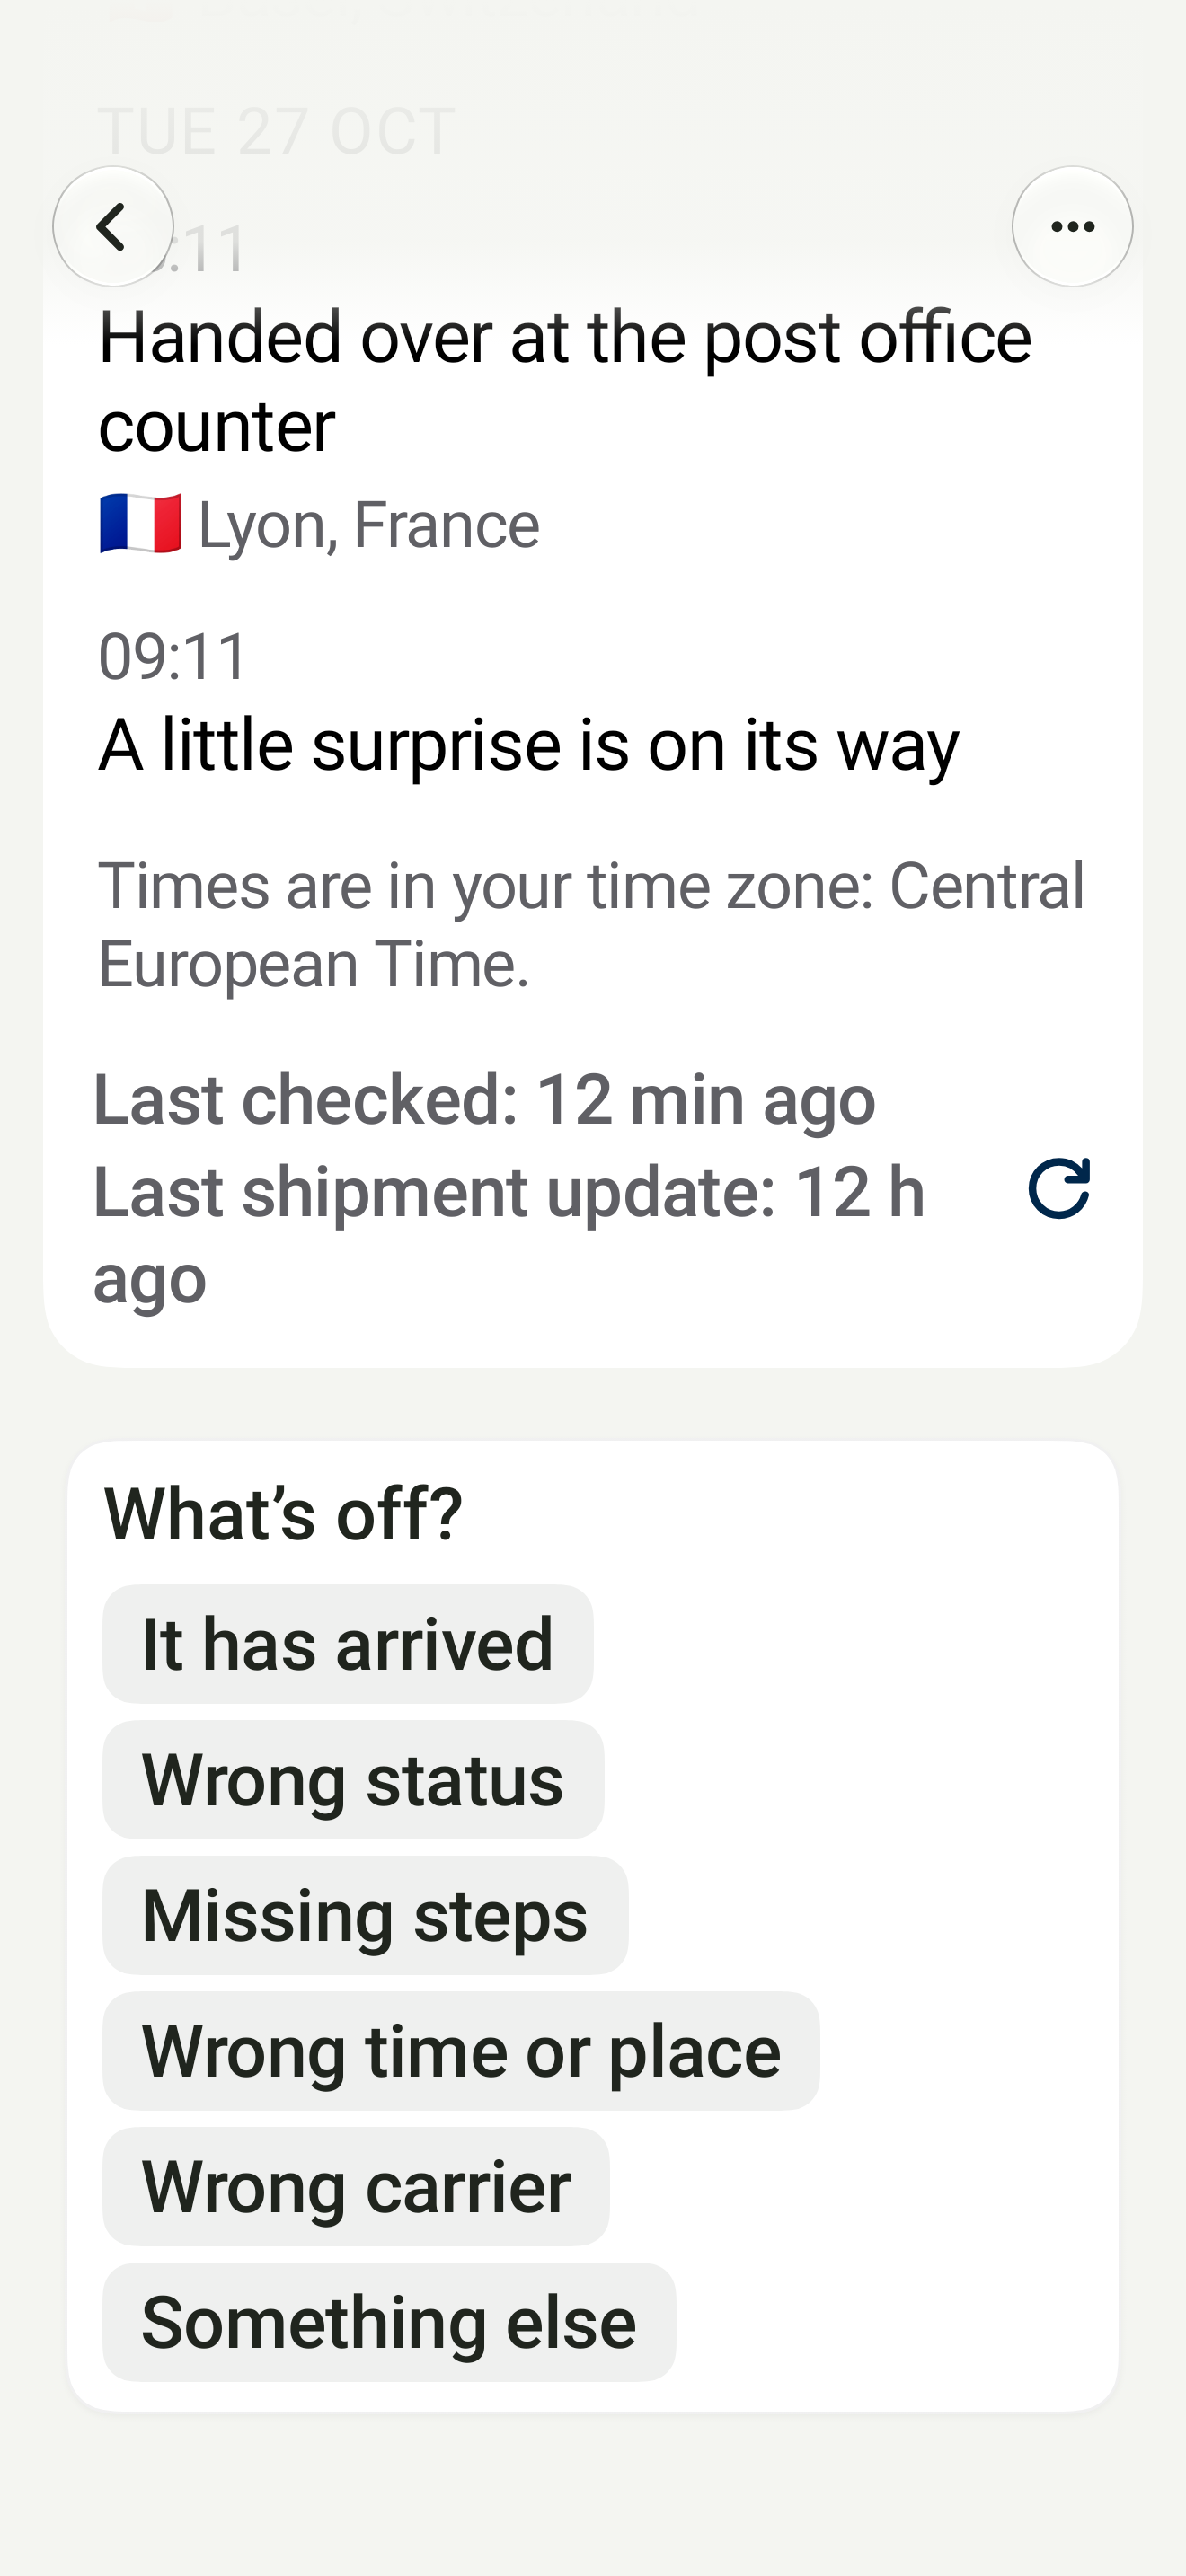 TUE 27 OCT
:11
Handed over at the post office
counter
Lyon, France
09:11
A little surprise is on its way
Times are in your time zone: Central
European Time.
Last checked: 12 min ago
Last shipment update: 12 h
ago
What’s off?
It has arrived
Wrong status
Missing steps
Wrong time or place
Wrong carrier
Something else